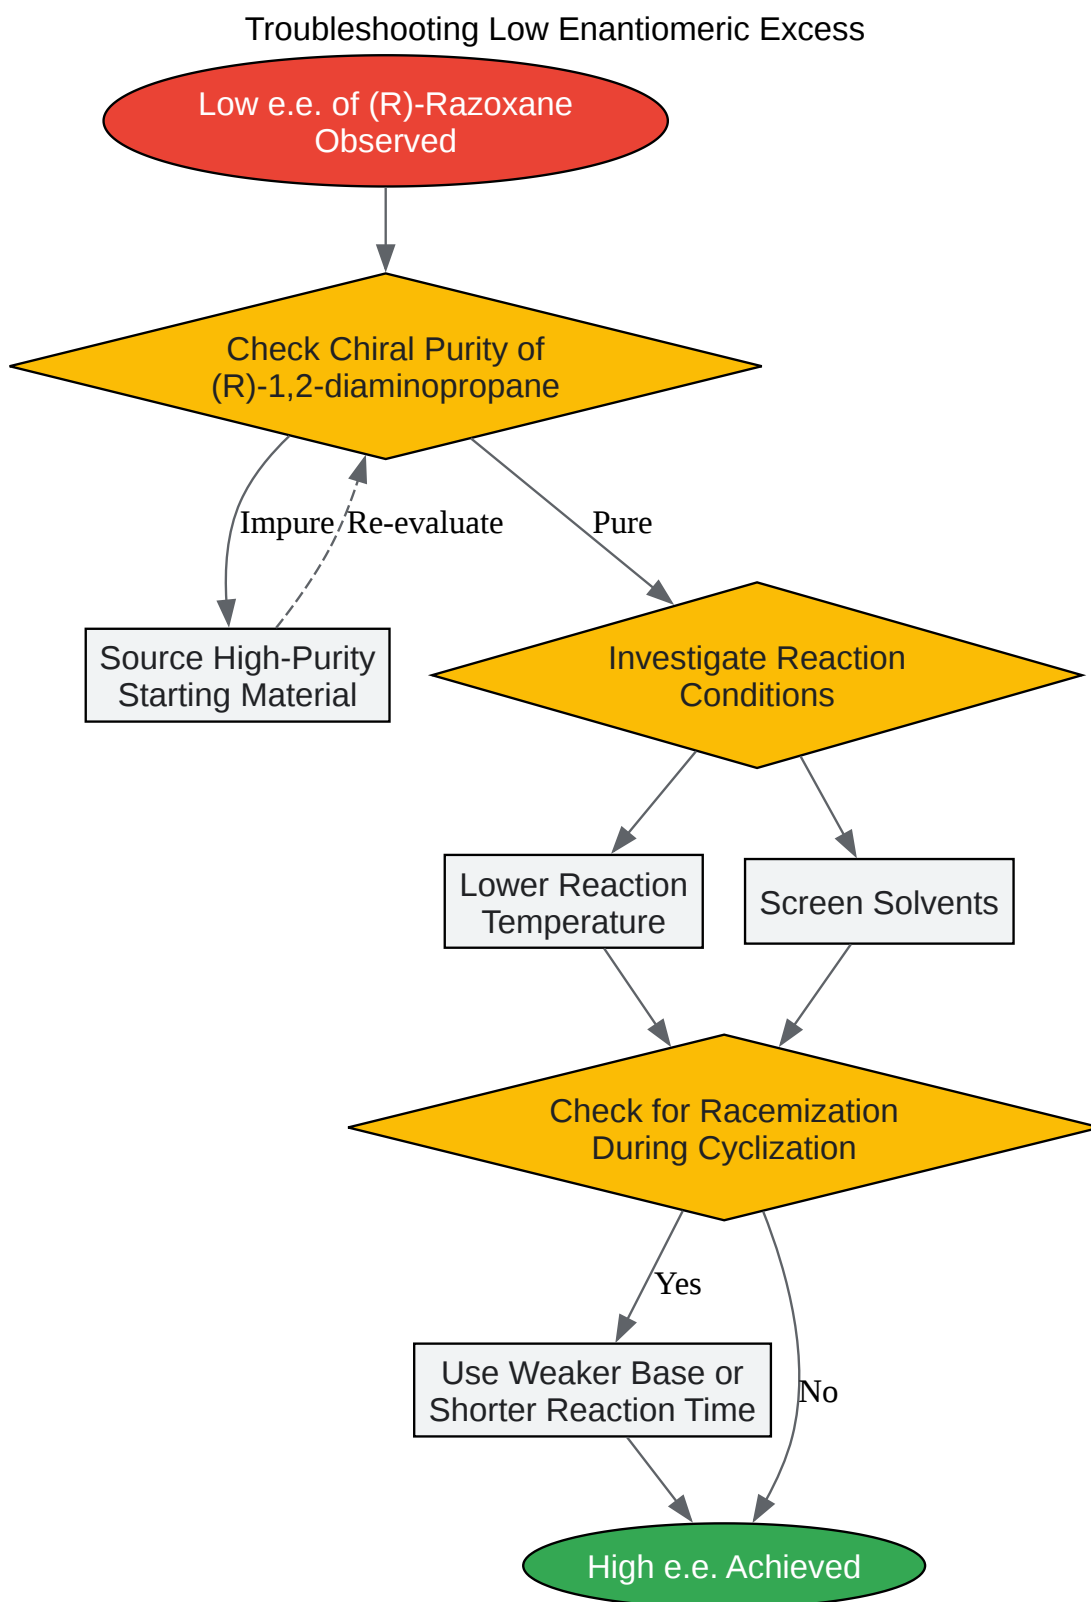 Troubleshooting Low Enantiomeric Excess
Low e.e. of (R)-Razoxane
Observed
Check Chiral Purity of
(R)-1,2-diaminopropane
Impure
Re-evaluate
Pure
Source High-Purity
Starting Material
Investigate Reaction
Conditions
Lower Reaction
Temperature
Screen Solvents
Check for Racemization
During Cyclization
Yes
Use Weaker Base or
Shorter Reaction Time
No
High e.e. Achieved